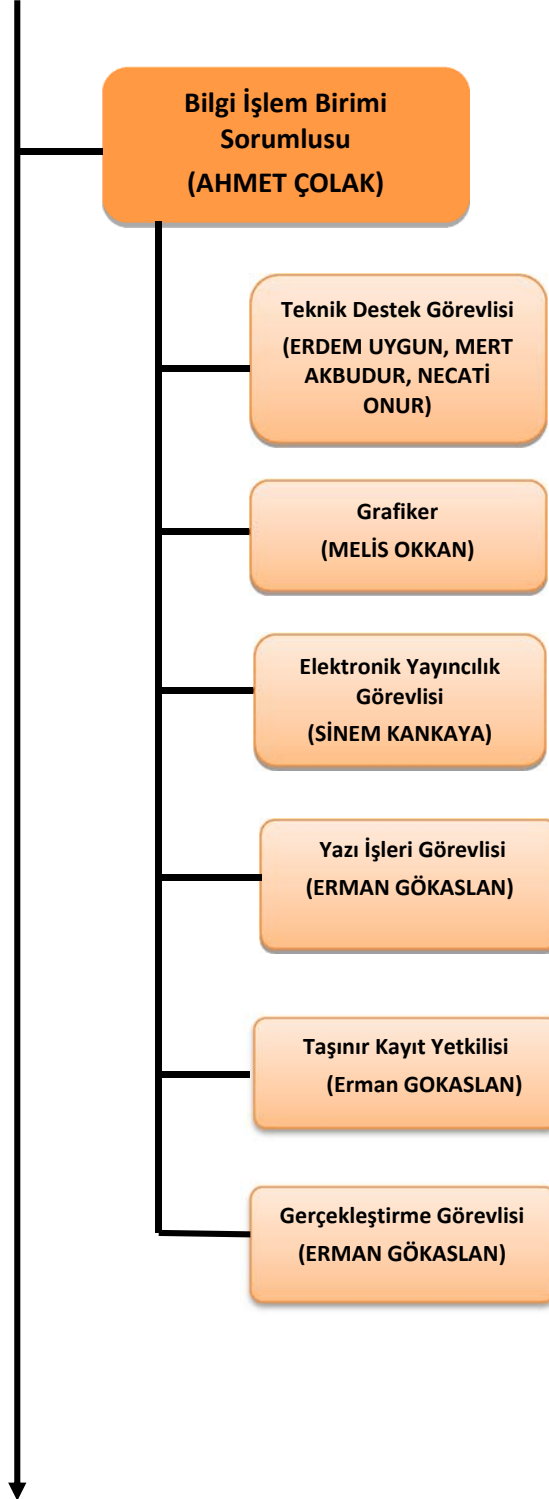 Bilgi İşlem Birimi
Sorumlusu
(AHMET ÇOLAK)
Teknik Destek Görevlisi
(ERDEM UYGUN, MERT
AKBUDUR, NECATİ
ONUR)
Grafiker
(MELİS OKKAN)
Elektronik Yayıncılık
Görevlisi
(SİNEM KANKAYA)
Yazı İşleri Görevlisi
(ERMAN GÖKASLAN)
Taşınır Kayıt Yetkilisi
(Erman GOKASLAN)
Gerçekleştirme Görevlisi
(ERMAN GÖKASLAN)